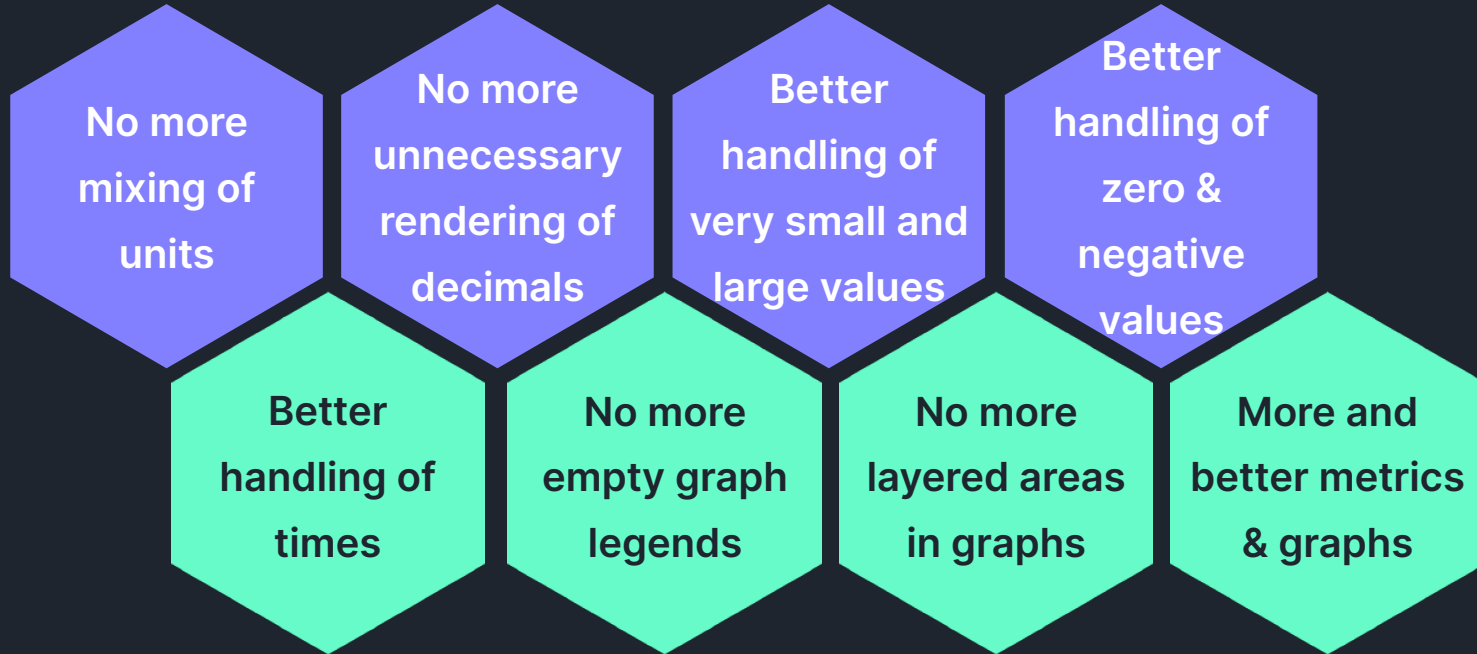 No more
mixing of
units
No more
unnecessary
rendering of
decimals
Better
handling of
very small and
large values
Better
handling of
zero &
negative
values
Better
handling of
times
No more
empty graph
legends
No more
layered areas
in graphs
More and
better metrics
& graphs